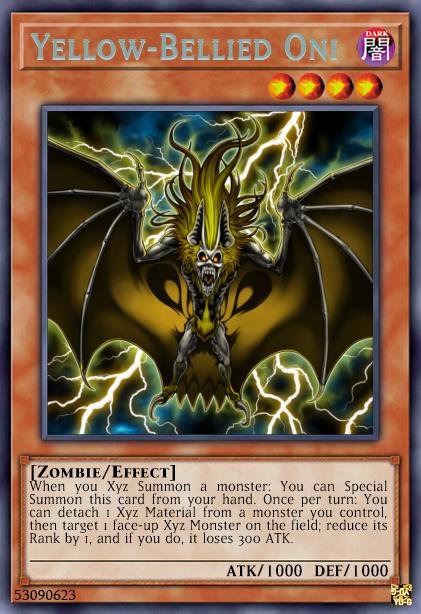 Yellow-Bellied Oni
DARK
闇
[Zombie/Effect]
When you Xyz Summon a monster: You can Special
Summon this card from your hand. Once per turn: You
can detach 1 Xyz Material from a monster you control,
then target 1 face-up Xyz Monster on the field; reduce its
Rank by 1, and if you do, it loses 300 ATK.
ATK/1000 DEF/1000
53090623